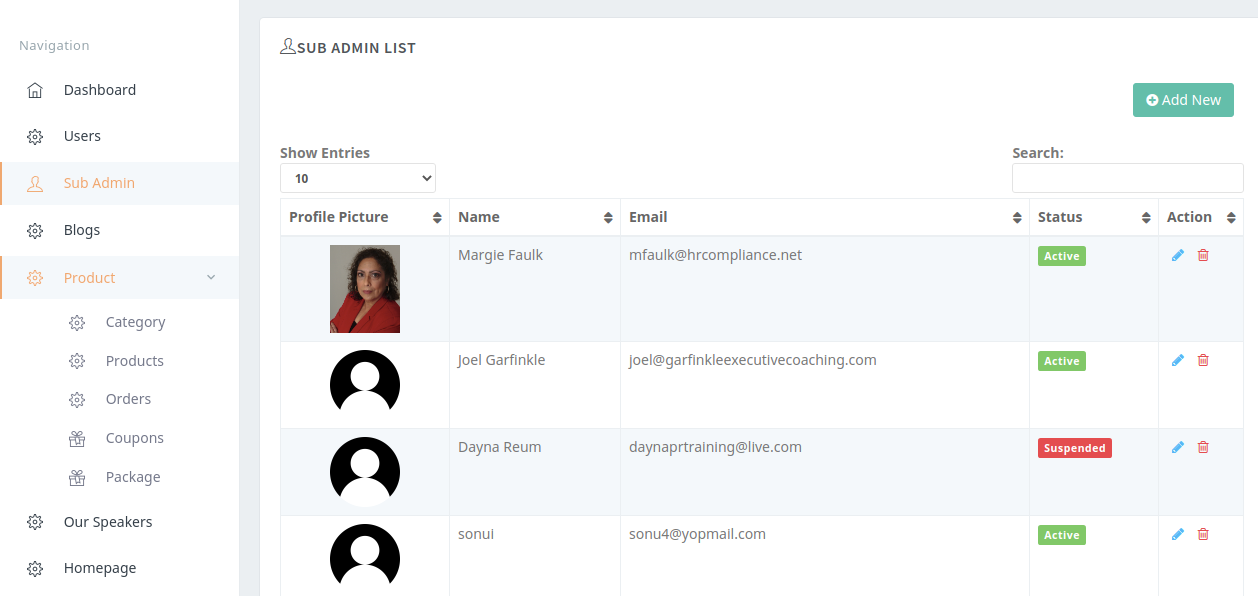 Navigation
Dashboard
Users
Sub Admin
Blogs
Product
Category
Products
Orders
Coupons
Package
Our Speakers
Homepage
SUB ADMIN LIST
Add New
Show Entries
10
Search:
Profile Picture Name Email Status Action
Margie Faulk mfaulk@hrcompliance.net Active
Joel Garfinkle joel@garfinkleexecutivecoaching.com Active
Dayna Reum daynaprtraining@live.com Suspended
sonui sonu4@yopmail.com Active